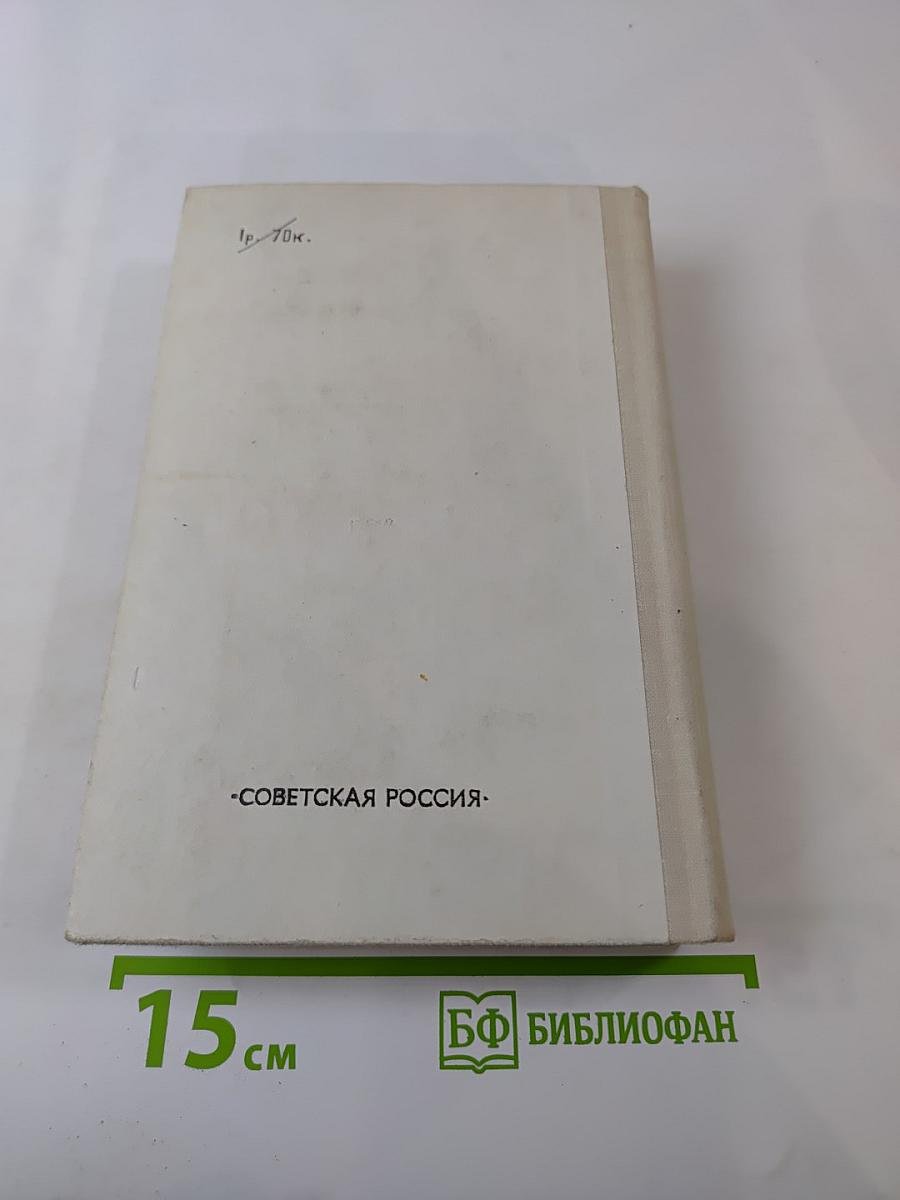 1р. 70к.
·СОВЕТСКАЯ РОССИЯ·
15 см
БФ БИБЛИОФАН